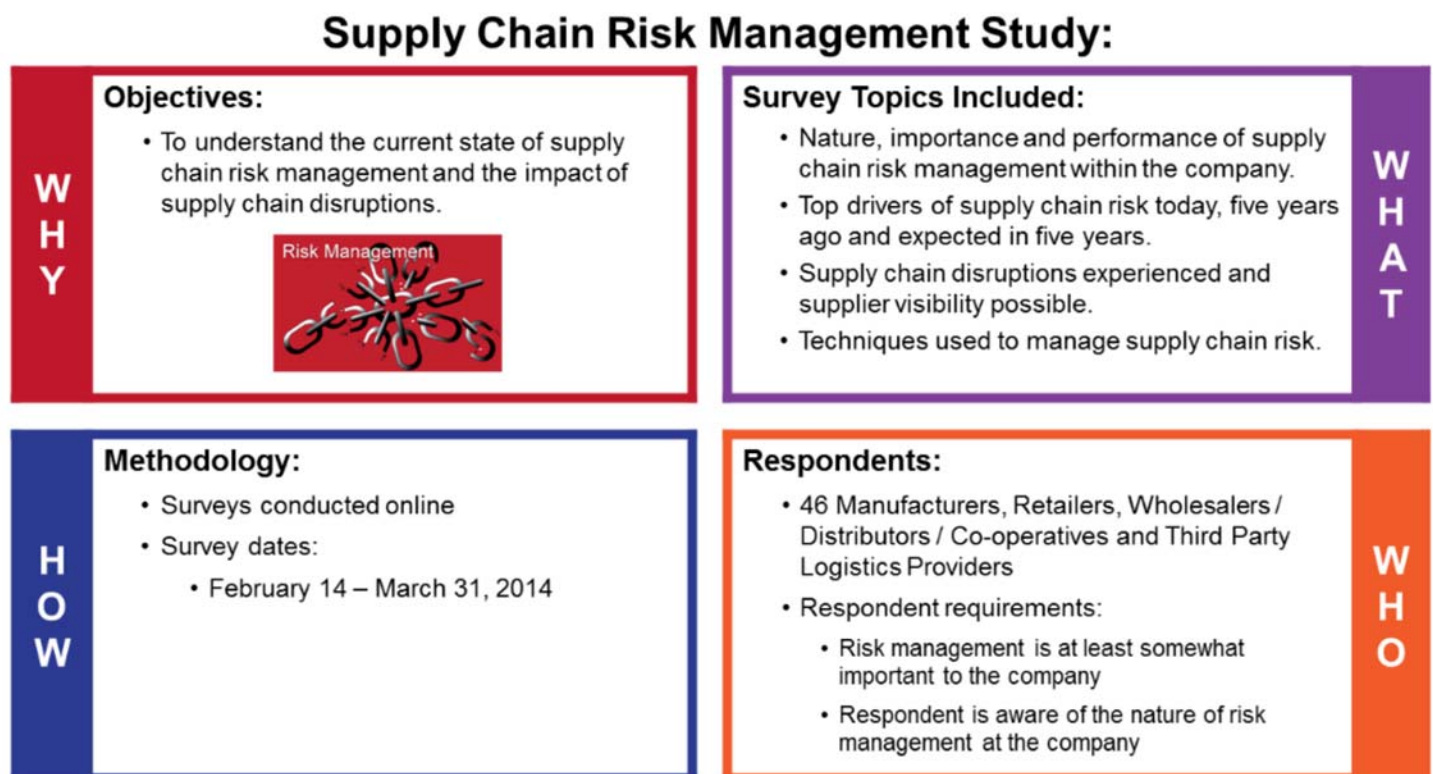 Supply Chain Risk Management Study:
WHY
Objectives:
• To understand the current state of supply
chain risk management and the impact of
supply chain disruptions.
Risk Management
Survey Topics Included:
• Nature, importance and performance of supply
chain risk management within the company.
• Top drivers of supply chain risk today, five years
ago and expected in five years.
• Supply chain disruptions experienced and
supplier visibility possible.
• Techniques used to manage supply chain risk.
WHAT
HOW
Methodology:
• Surveys conducted online
• Survey dates:
• February 14 – March 31, 2014
Respondents:
• 46 Manufacturers, Retailers, Wholesalers /
Distributors / Co-operatives and Third Party
Logistics Providers
• Respondent requirements:
• Risk management is at least somewhat
important to the company
• Respondent is aware of the nature of risk
management at the company
WHO